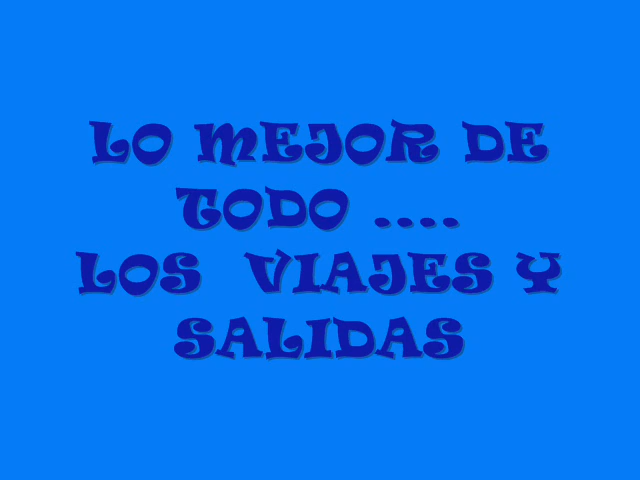 LO MEJOR DE
TODO ....
LOS VIAJES Y
SALIDAS